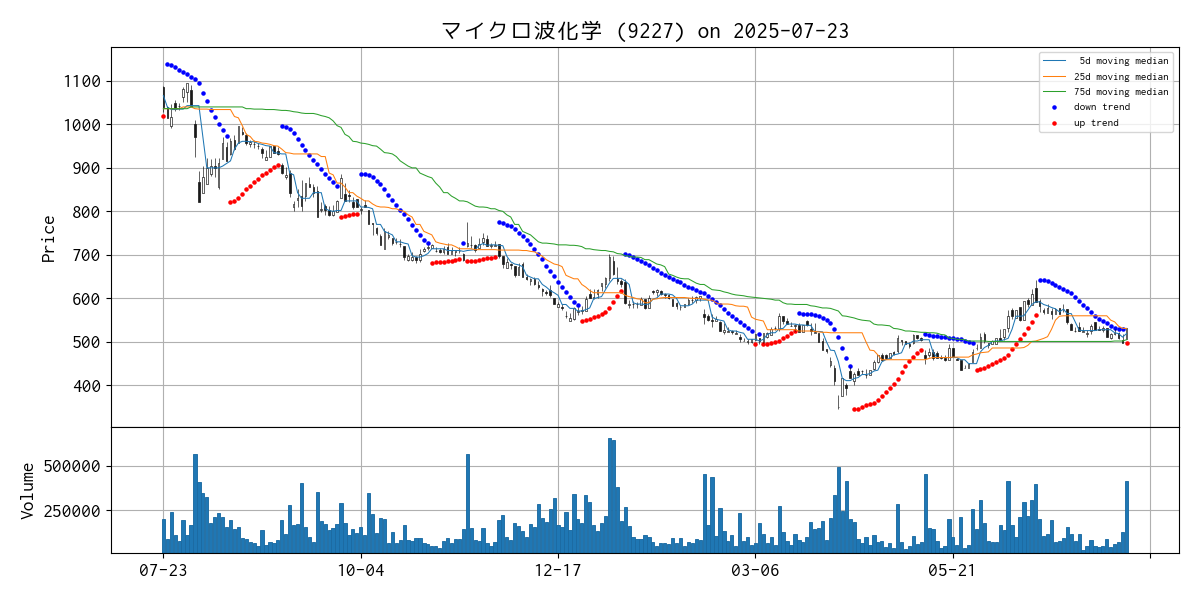 マイクロ波化学 (9227) on 2025-07-23
5d moving median
25d moving median
75d moving median
down trend
up trend
Price
1100
1000
900
800
700
600
500
400
Volume
500000
250000
07-23
10-04
12-17
03-06
05-21